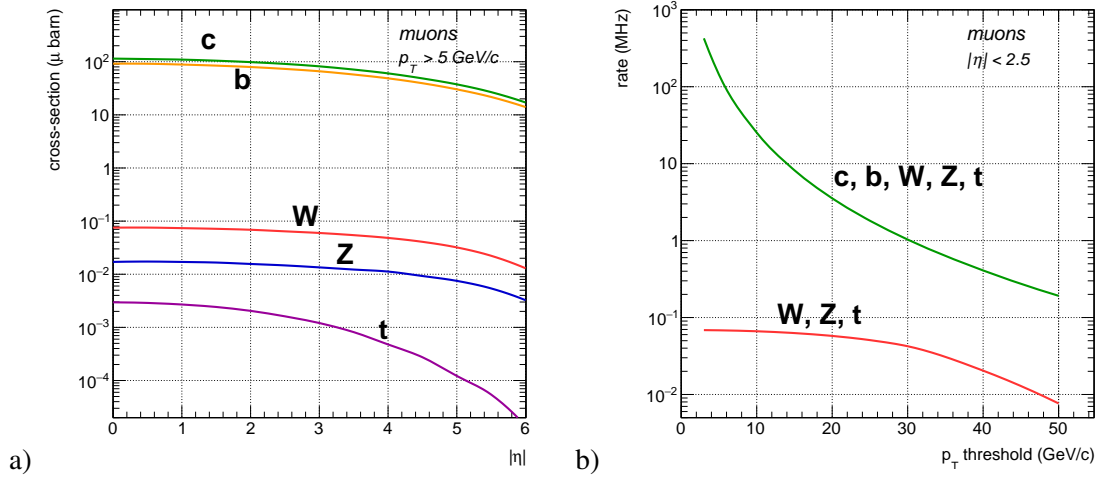 cross-section (μ barn)
10²
10
1
10⁻¹
10⁻²
10⁻³
10⁻⁴
muons
p_T > 5 GeV/c
c
b
W
Z
t
0 1 2 3 4 5 6
|η|
a)
rate (MHz)
10³
10²
10
1
10⁻¹
10⁻²
muons
|η| < 2.5
c, b, W, Z, t
W, Z, t
0 10 20 30 40 50
p_T threshold (GeV/c)
b)